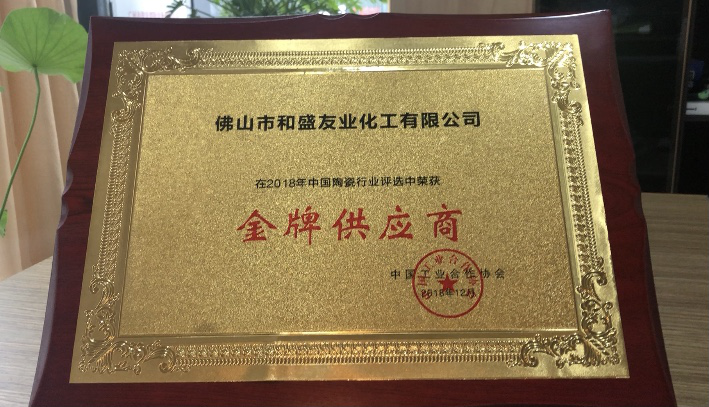 佛山市和盛友业化工有限公司
在2018年中国陶瓷行业评选中荣获
金牌供应商
中国工业合作协会
2018年12月